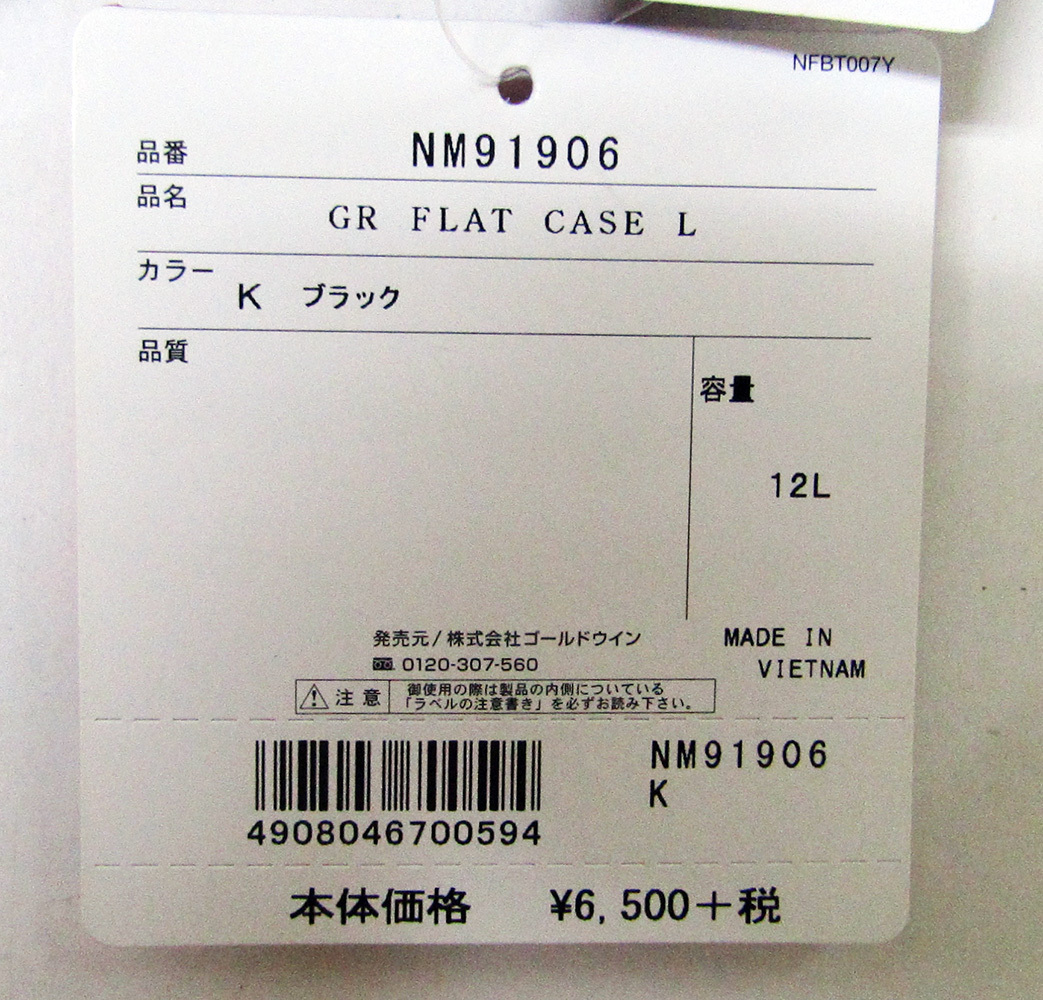 NFBT007Y
品番 NM91906
品名 GR FLAT CASE L
カラー K ブラック
品質
容量
12L
発売元/株式会社ゴールドウイン
0120-307-560
MADE IN
VIETNAM
注意
御使用の際は製品の内側についている
「ラベルの注意書き」を必ずお読み下さい。
4908046700594
NM91906
K
本体価格 ¥6,500+税